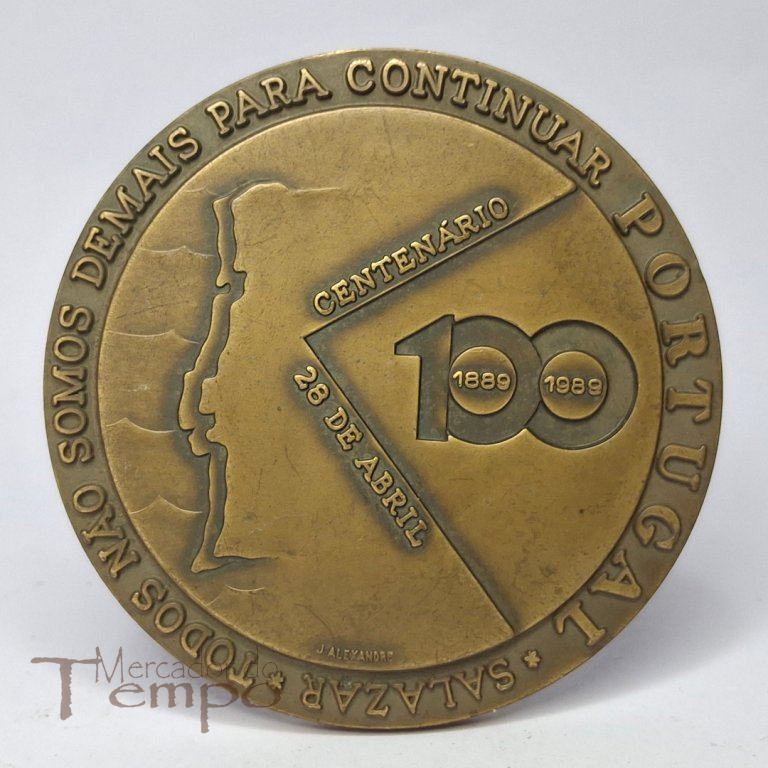 TODOS NÃO SOMOS DEMAIS PARA CONTINUAR PORTUGAL * SALAZAR *
CENTENÁRIO
28 DE ABRIL
100
1889 1989
J. ALEXANDRE
Mercado do
Tempo